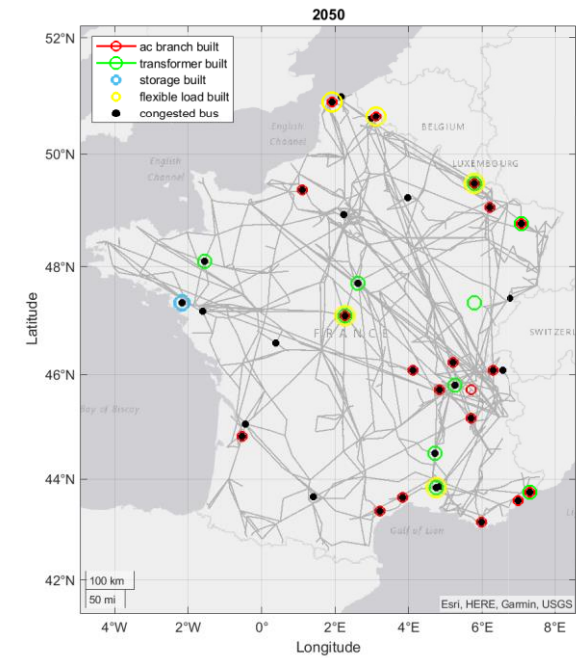 2050
52°N
50°N
48°N
46°N
44°N
42°N
Latitude
ac branch built
transformer built
storage built
flexible load built
congested bus
English
Channel
BELGIUM
English
Channel
LUXEMBOURG
FRANCE
SWITZERL
Bay of Biscay
Gulf of Lion
Li
100 km
50 mi
Esri, HERE, Garmin, USGS
4°W
2°W
0°
2°E
4°E
6°E
8°E
Longitude